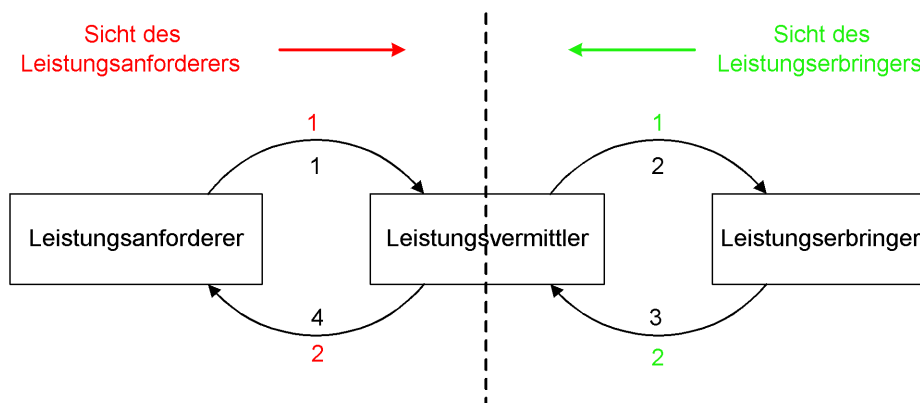 Sicht des
Leistungsanforderers
Sicht des
Leistungserbringers
1
1
1
2
Leistungsanforderer
Leistungsvermittler
Leistungserbringer
4
2
3
2